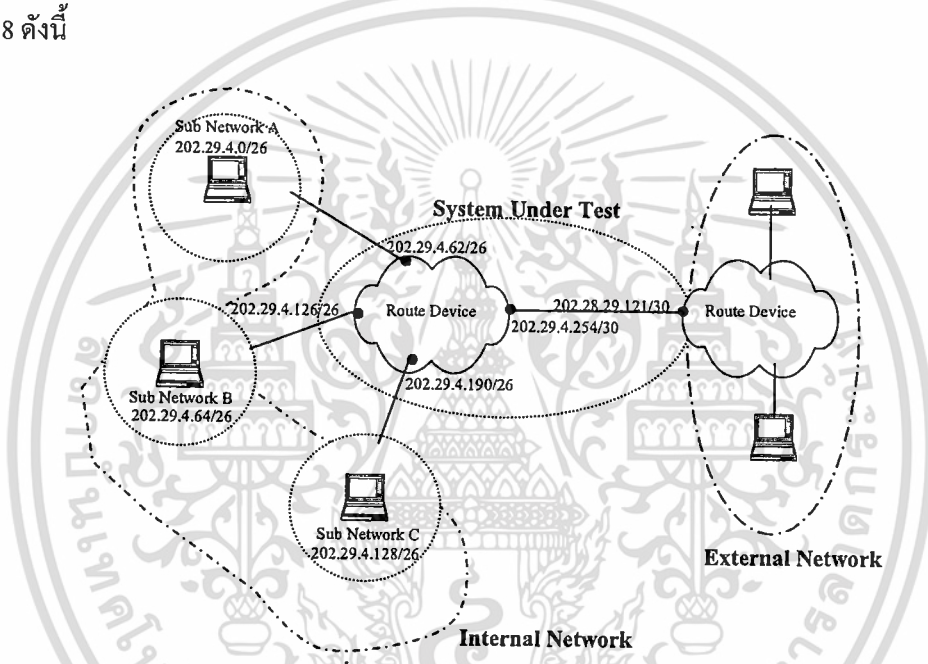 8 ดังนี้
Sub Network A
202.29.4.0/26
System Under Test
202.29.4.62/26
202.29.4.126/26
Route Device
202.28.29.121/30
Route Device
202.29.4.254/30
202.29.4.190/26
Sub Network B
202.29.4.64/26
Sub Network C
202.29.4.128/26
External Network
Internal Network